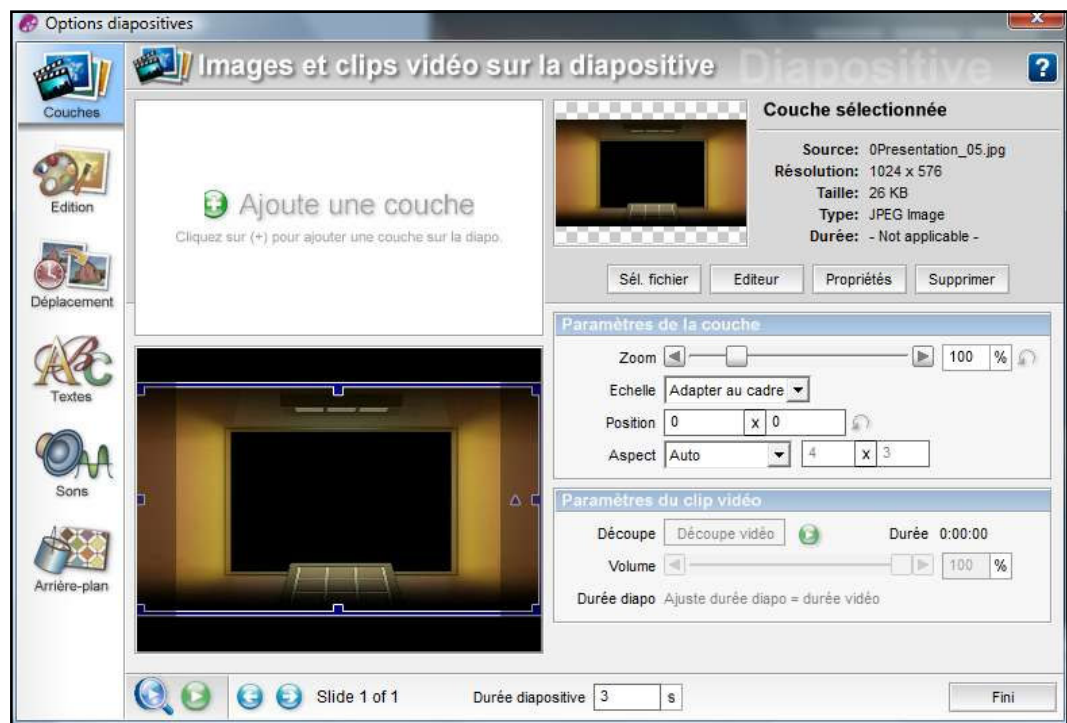 Options diapositives
Couches
Edition
Déplacement
Textes
Sons
Arrière-plan
Images et clips vidéo sur la diapositive
Diapositive
?
Ajoute une couche
Cliquez sur (+) pour ajouter une couche sur la diapo.
Couche sélectionnée
Source: 0Presentation_05.jpg
Résolution: 1024 x 576
Taille: 26 KB
Type: JPEG Image
Durée: - Not applicable -
Sél. fichier Editeur Propriétés Supprimer
Paramètres de la couche
Zoom 100 %
Echelle Adapter au cadre
Position 0 x 0
Aspect Auto 4 x 3
Paramètres du clip vidéo
Découpe Découpe vidéo Durée 0:00:00
Volume 100 %
Durée diapo Ajuste durée diapo = durée vidéo
Slide 1 of 1 Durée diapositive 3 s Fini